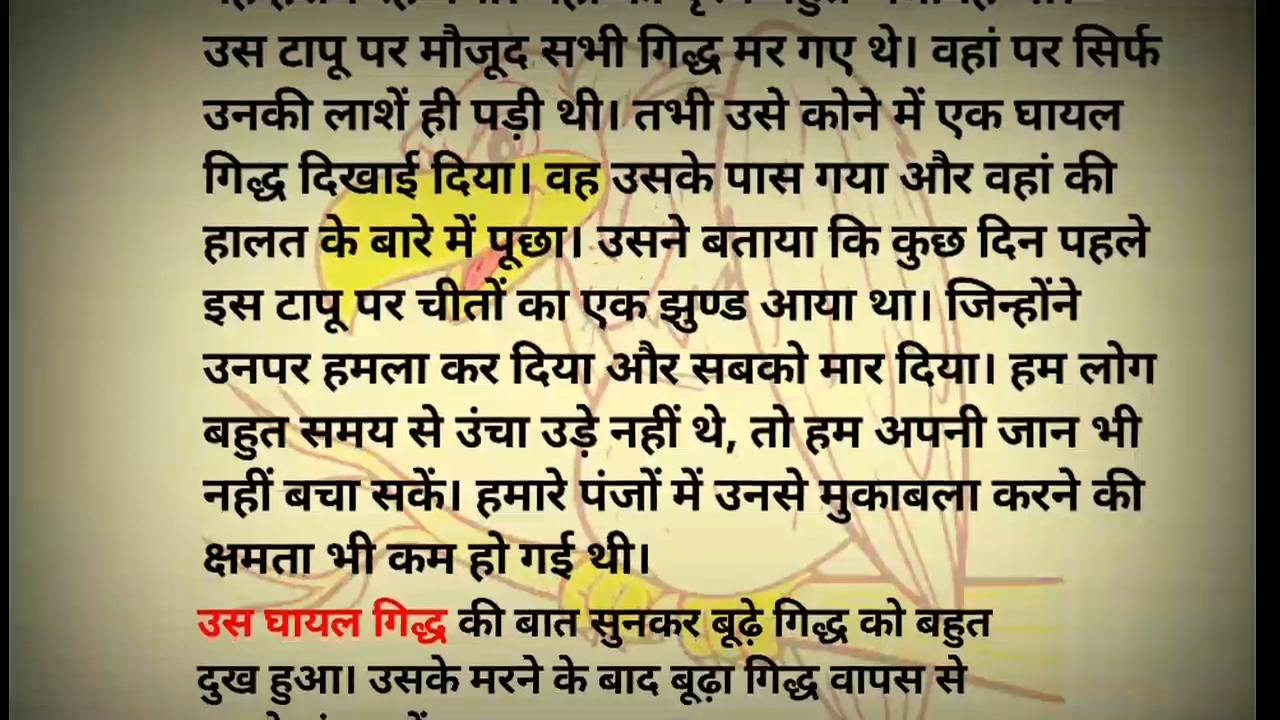 उस टापू पर मौजूद सभी गिद्ध मर गए थे। वहां पर सिर्फ
उनकी लाशें ही पड़ी थी। तभी उसे कोने में एक घायल
गिद्ध दिखाई दिया। वह उसके पास गया और वहां की
हालत के बारे में पूछा। उसने बताया कि कुछ दिन पहले
इस टापू पर चीतों का एक झुण्ड आया था। जिन्होंने
उनपर हमला कर दिया और सबको मार दिया। हम लोग
बहुत समय से उंचा उड़े नहीं थे, तो हम अपनी जान भी
नहीं बचा सकें। हमारे पंजों में उनसे मुकाबला करने की
क्षमता भी कम हो गई थी।
उस घायल गिद्ध की बात सुनकर बूढ़े गिद्ध को बहुत
दुख हुआ। उसके मरने के बाद बूढ़ा गिद्ध वापस से